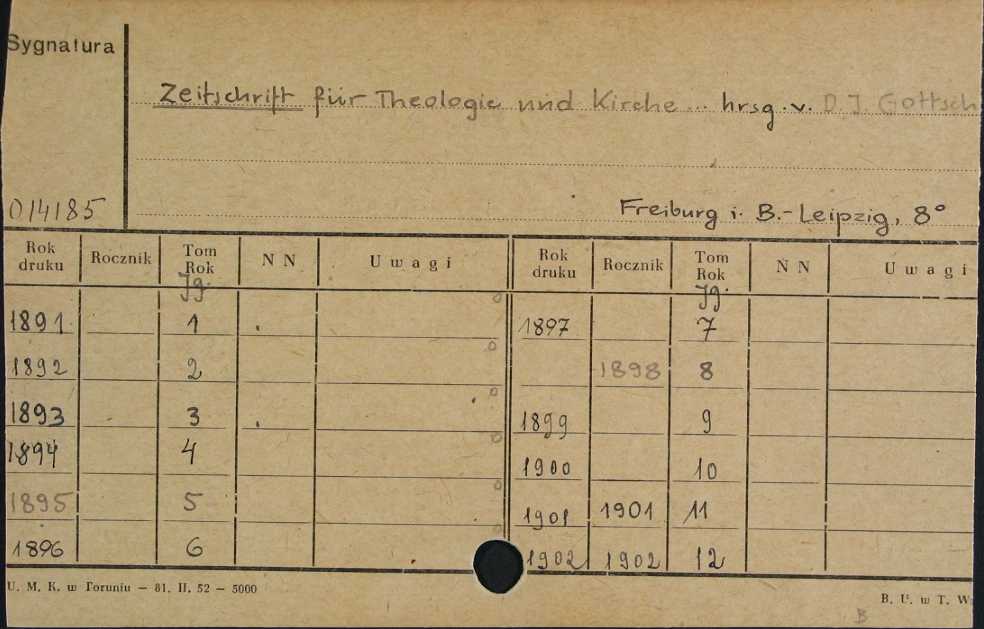 Sygnatura
Zeitschrift für Theologie und Kirche... hrsg.v. D.J. Gottsch
014185
Freiburg i. B.-Leipzig, 8°
Rok druku Rocznik Tom Rok NN Uwagi Rok druku Rocznik Tom Rok NN Uwagi
Jg. Jg.
1891 1 1897 7
1892 2 1898 8
1893 3 1899 9
1894 4 1900 10
1895 5 1901 1901 11
1896 6 1902 1902 12
U. M. K. w Toruniu — 81. II. 52 — 5000
B. U. w T. W
B